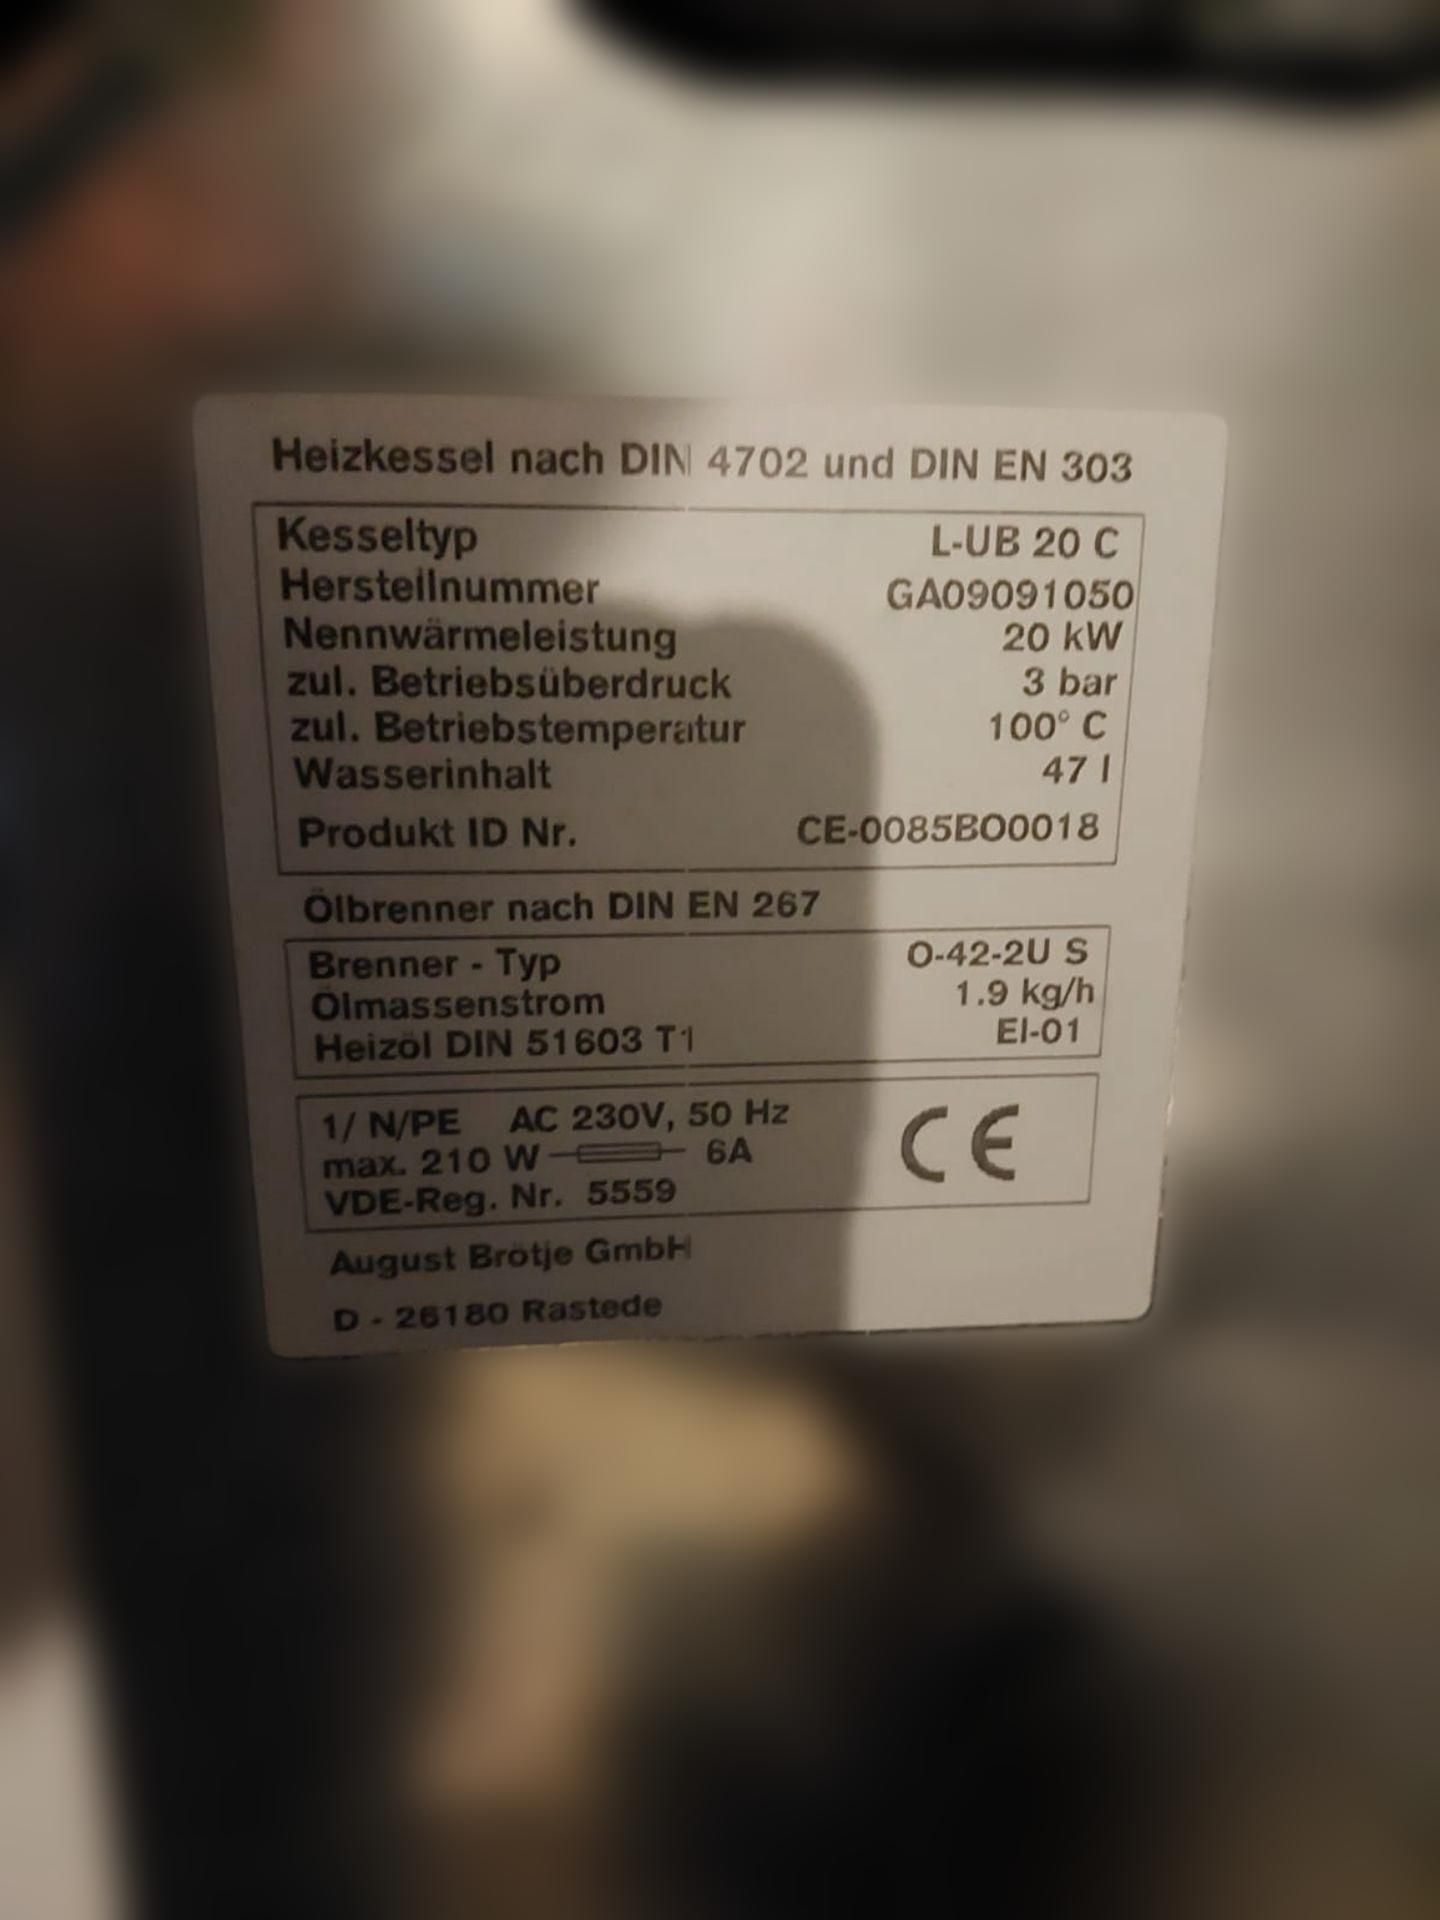 Heizkessel nach DIN 4702 und DIN EN 303
Kesseltyp L-UB 20 C
Herstellnummer GA09091050
Nennwärmeleistung 20 kW
zul. Betriebsüberdruck 3 bar
zul. Betriebstemperatur 100° C
Wasserinhalt 47 l
Produkt ID Nr. CE-0085BO0018
Ölbrenner nach DIN EN 267
Brenner - Typ O-42-2U S
Ölmassenstrom 1.9 kg/h
Heizöl DIN 51603 T1 El-01
1/ N/PE AC 230V, 50 Hz
max. 210 W 6A
VDE-Reg. Nr. 5559
CE
August Brötje GmbH
D - 26180 Rastede